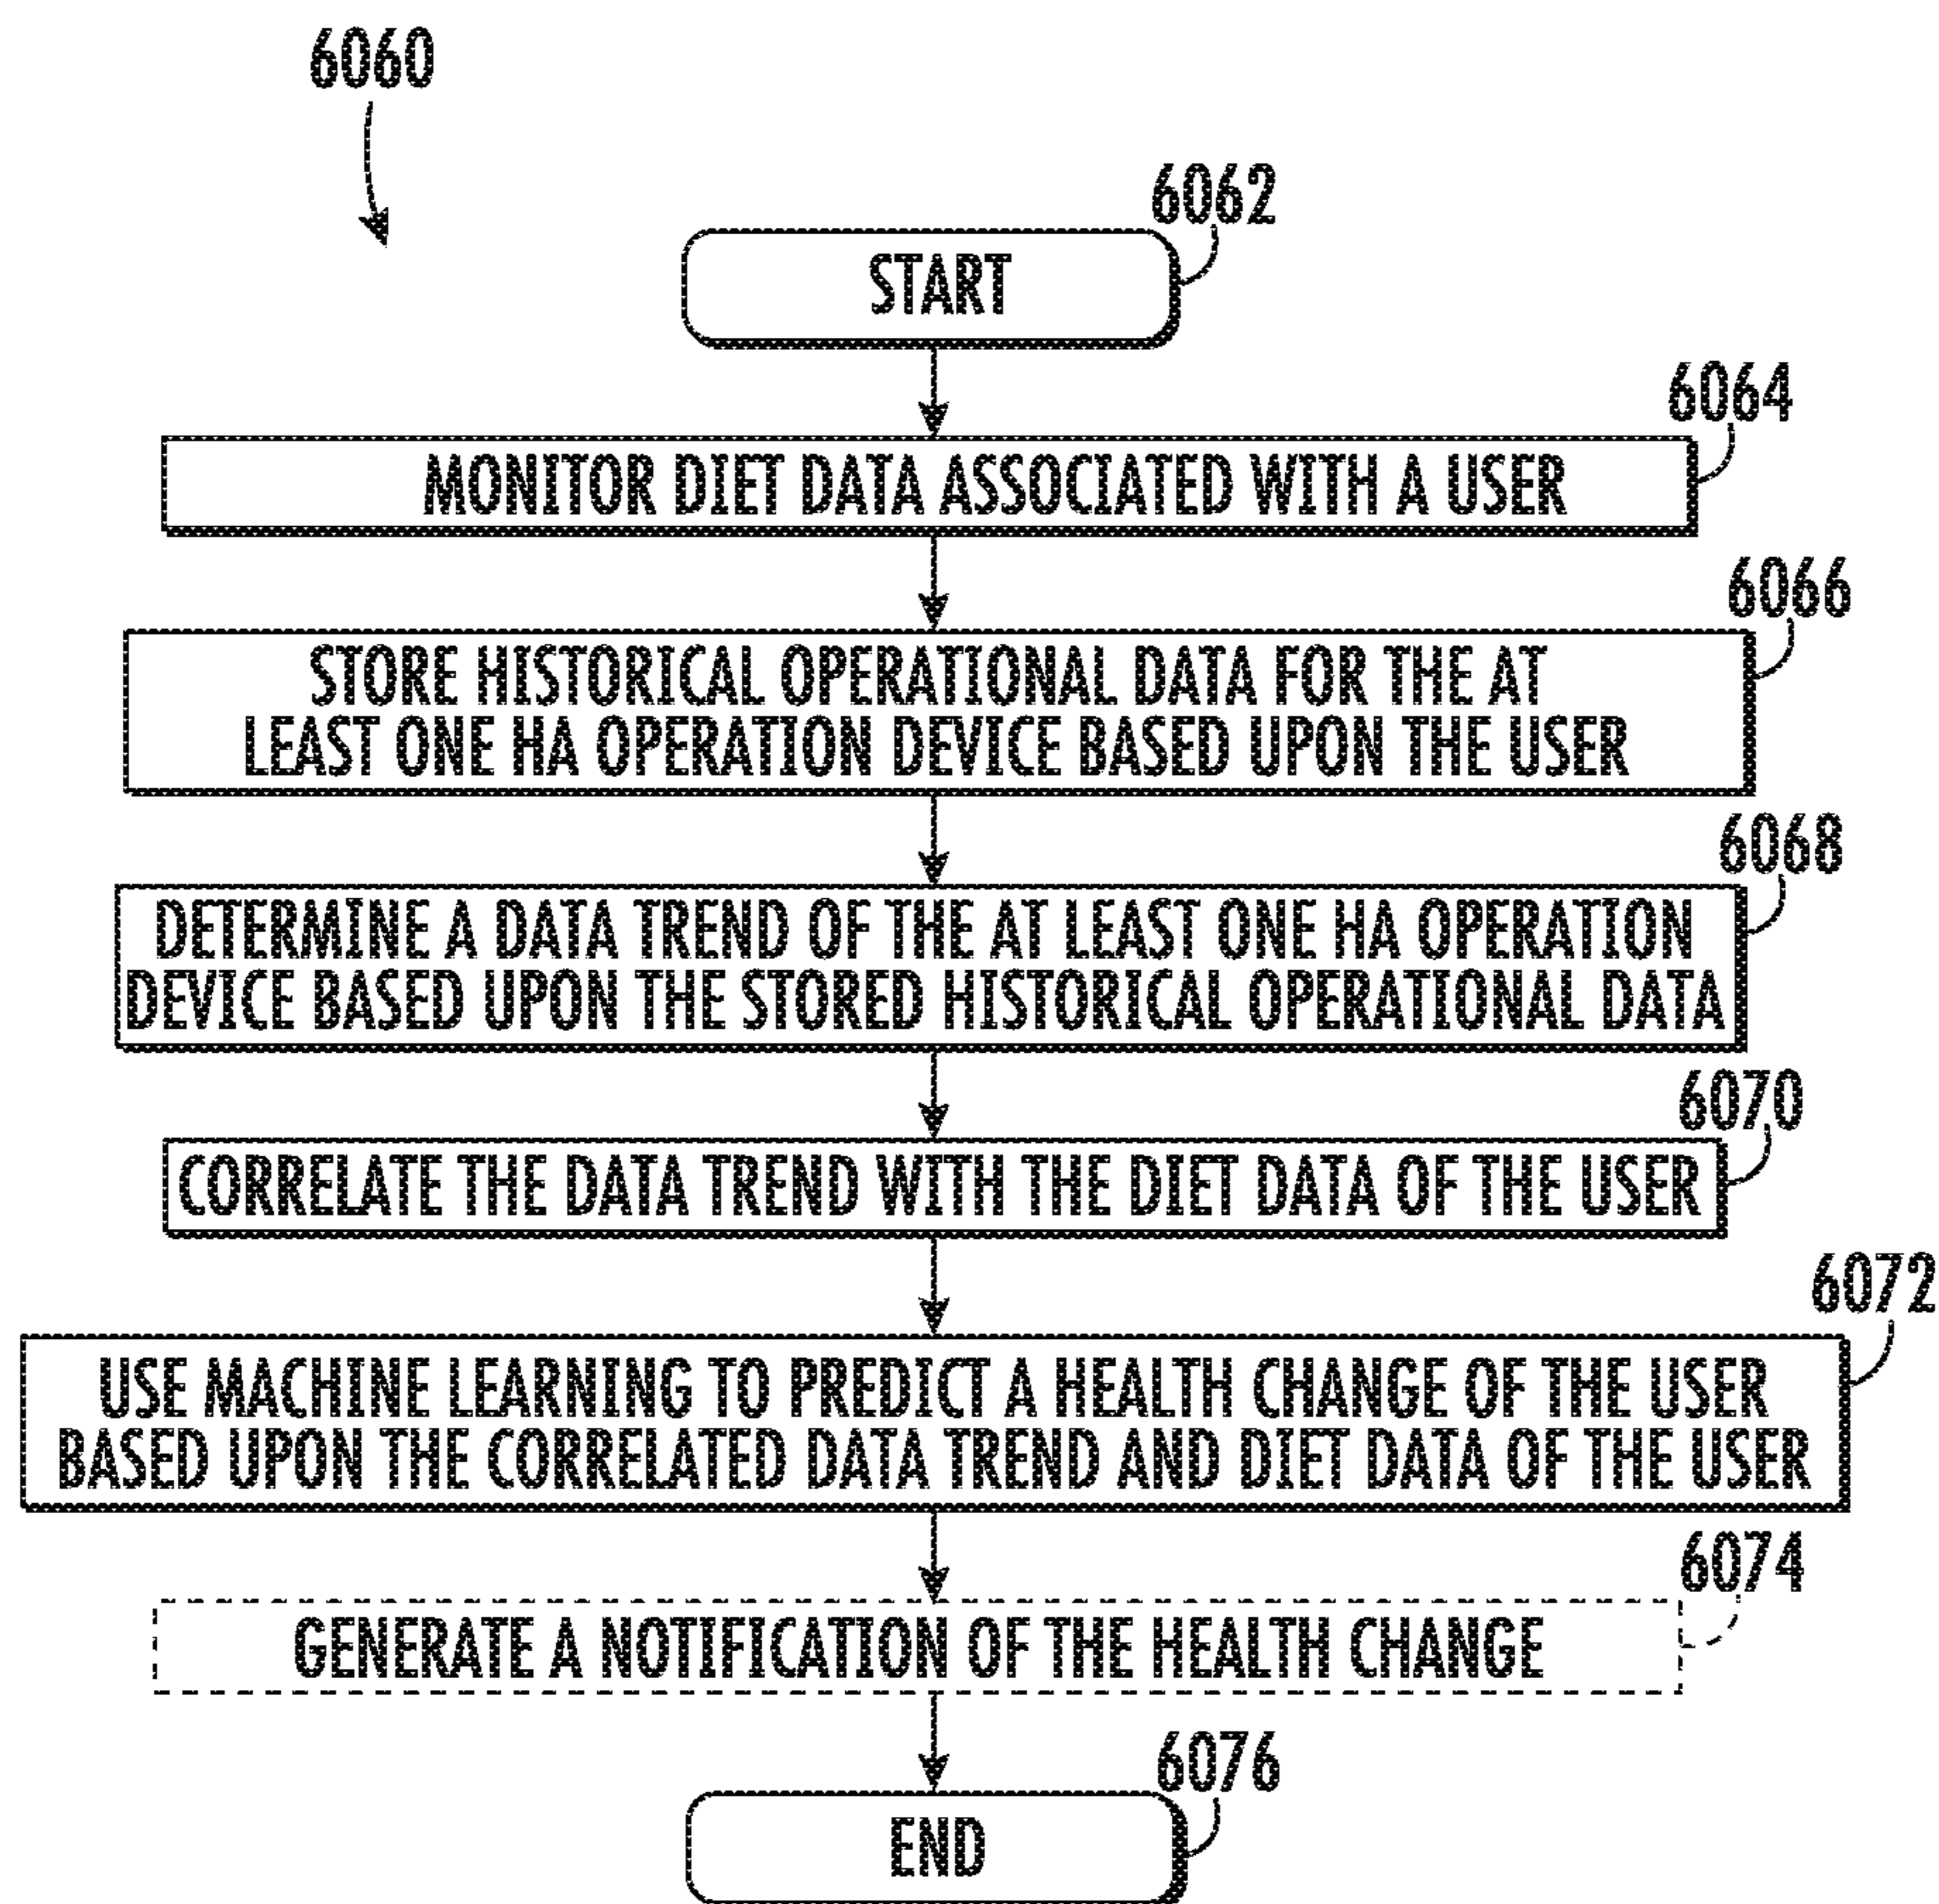 6060
6062
START
6064
MONITOR DIET DATA ASSOCIATED WITH A USER
6066
STORE HISTORICAL OPERATIONAL DATA FOR THE AT
LEAST ONE HA OPERATION DEVICE BASED UPON THE USER
6068
DETERMINE A DATA TREND OF THE AT LEAST ONE HA OPERATION
DEVICE BASED UPON THE STORED HISTORICAL OPERATIONAL DATA
6070
CORRELATE THE DATA TREND WITH THE DIET DATA OF THE USER
6072
USE MACHINE LEARNING TO PREDICT A HEALTH CHANGE OF THE USER
BASED UPON THE CORRELATED DATA TREND AND DIET DATA OF THE USER
6074
GENERATE A NOTIFICATION OF THE HEALTH CHANGE
6076
END